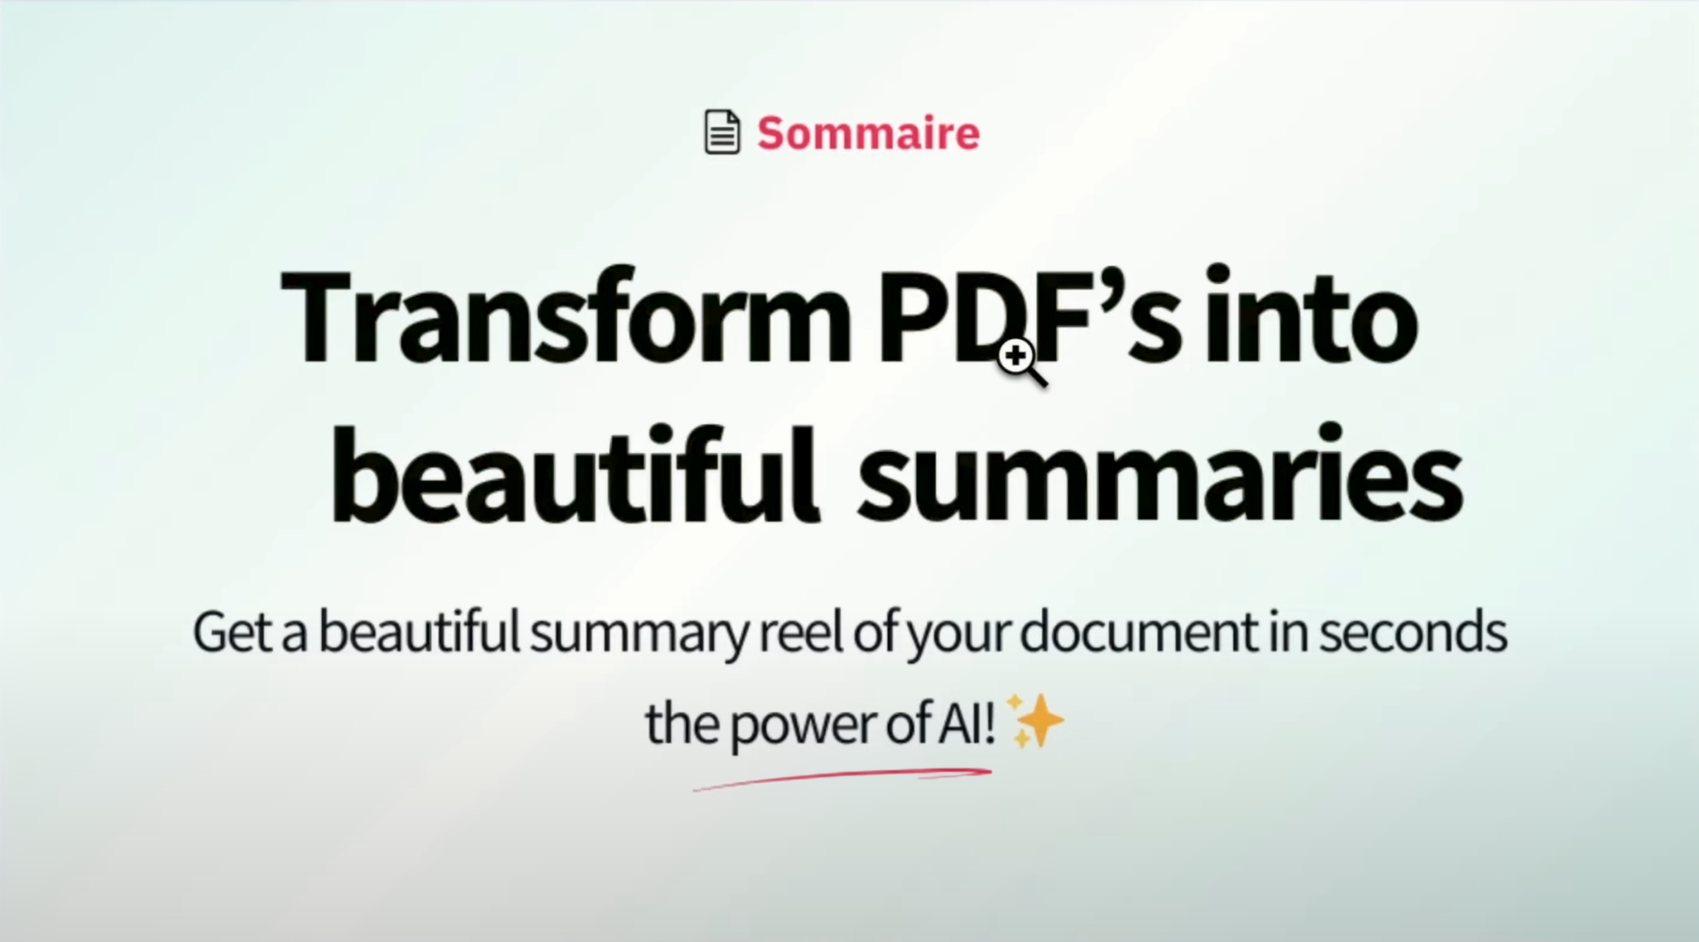 Sommaire
Transform PDF’s into
beautiful summaries
Get a beautiful summary reel of your document in seconds
the power of AI! ✨